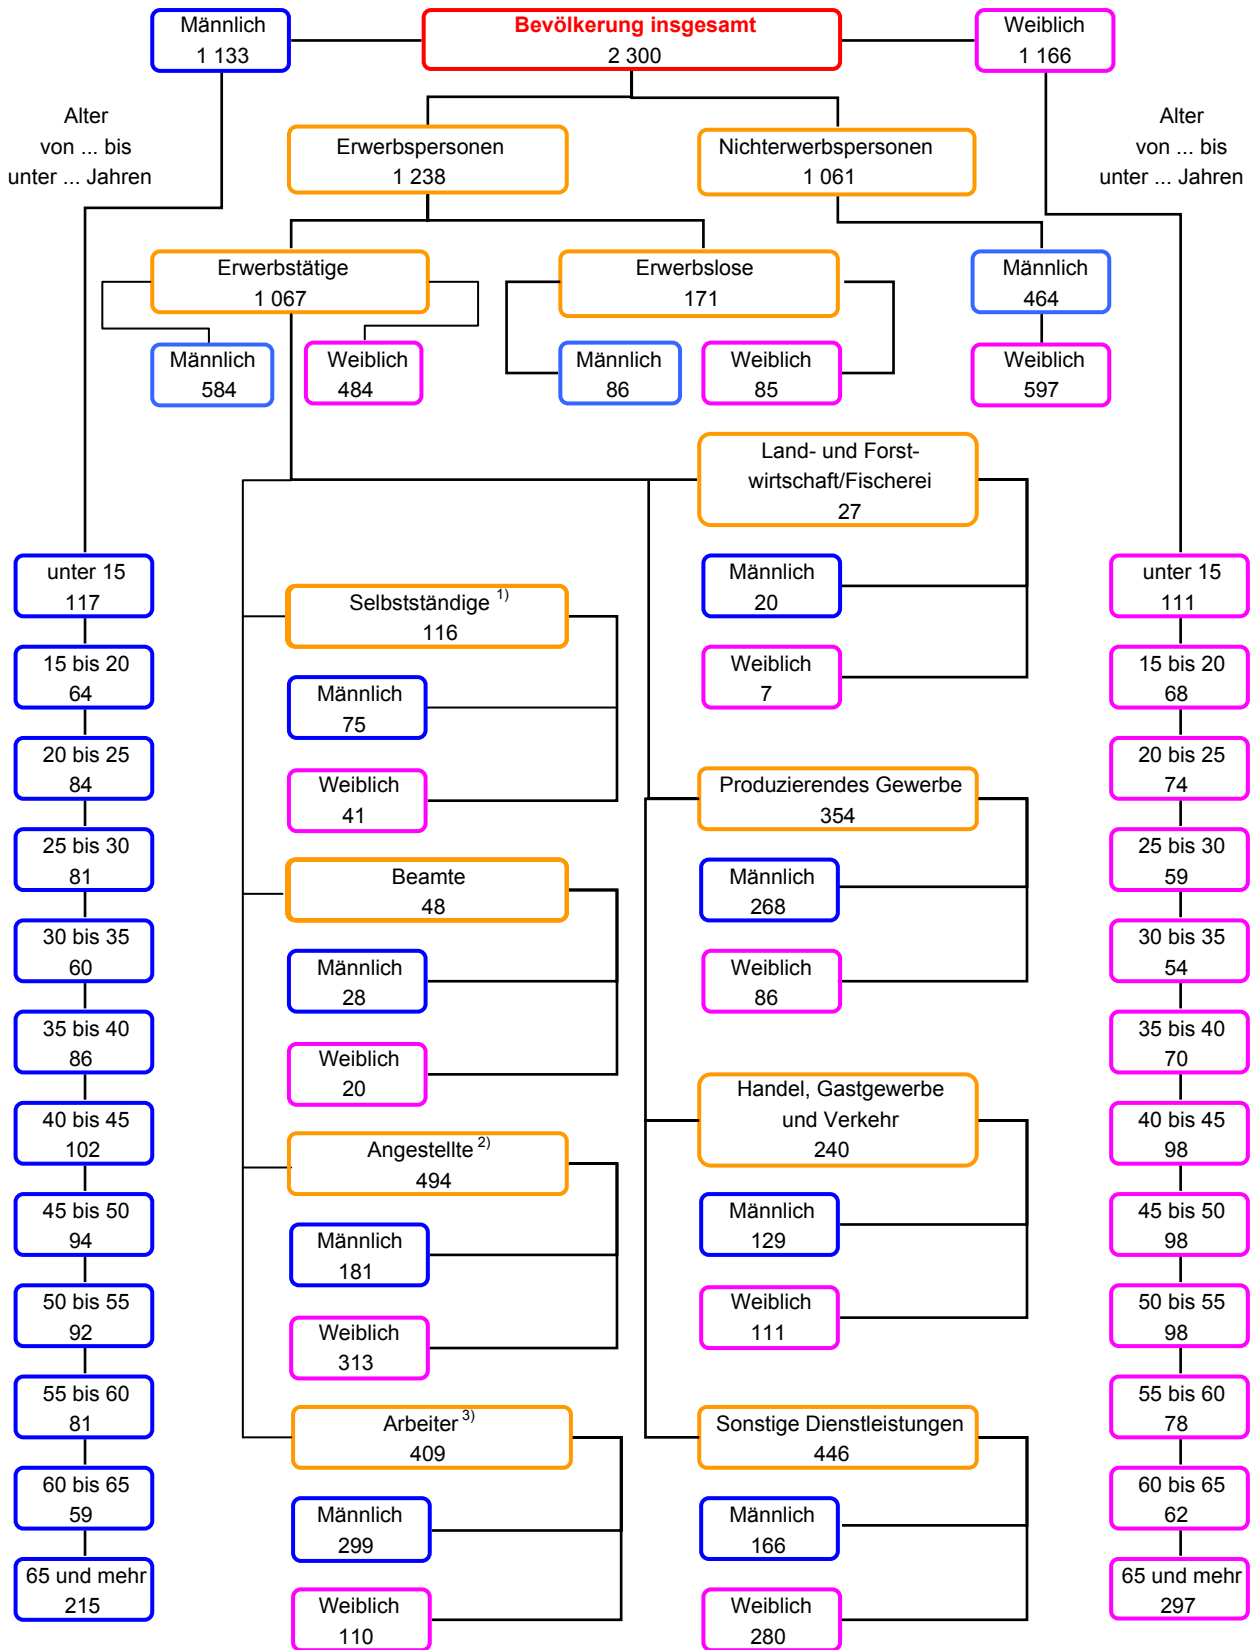 Männlich
1 133
Bevölkerung insgesamt
2 300
Weiblich
1 166
Alter
von ... bis
unter ... Jahren
Alter
von ... bis
unter ... Jahren
Erwerbspersonen
1 238
Nichterwerbspersonen
1 061
Erwerbstätige
1 067
Erwerbslose
171
Männlich
464
Männlich
584
Weiblich
484
Männlich
86
Weiblich
85
Weiblich
597
unter 15
117
15 bis 20
64
20 bis 25
84
25 bis 30
81
30 bis 35
60
35 bis 40
86
40 bis 45
102
45 bis 50
94
50 bis 55
92
55 bis 60
81
60 bis 65
59
65 und mehr
215
Selbstständige 1)
116
Männlich
75
Weiblich
41
Beamte
48
Männlich
28
Weiblich
20
Angestellte 2)
494
Männlich
181
Weiblich
313
Arbeiter 3)
409
Männlich
299
Weiblich
110
Land- und Forst-
wirtschaft/Fischerei
27
Männlich
20
Weiblich
7
Produzierendes Gewerbe
354
Männlich
268
Weiblich
86
Handel, Gastgewerbe
und Verkehr
240
Männlich
129
Weiblich
111
Sonstige Dienstleistungen
446
Männlich
166
Weiblich
280
unter 15
111
15 bis 20
68
20 bis 25
74
25 bis 30
59
30 bis 35
54
35 bis 40
70
40 bis 45
98
45 bis 50
98
50 bis 55
98
55 bis 60
78
60 bis 65
62
65 und mehr
297